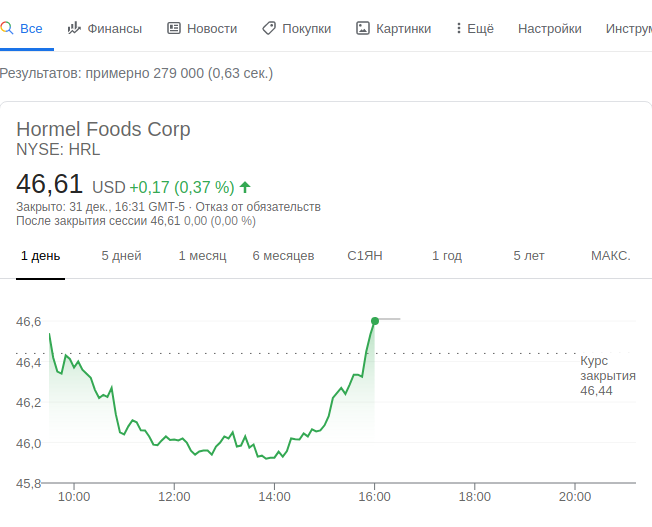 Все Финансы Новости Покупки Картинки Ещё Настройки Инструм
Результатов: примерно 279 000 (0,63 сек.)
Hormel Foods Corp
NYSE: HRL
46,61 USD +0,17 (0,37 %)
Закрыто: 31 дек., 16:31 GMT-5 · Отказ от обязательств
После закрытия сессии 46,61 0,00 (0,00 %)
1 день 5 дней 1 месяц 6 месяцев С1ЯН 1 год 5 лет МАКС.
46,6
46,4
46,2
46,0
45,8
Курс
закрытия
46,44
10:00 12:00 14:00 16:00 18:00 20:00